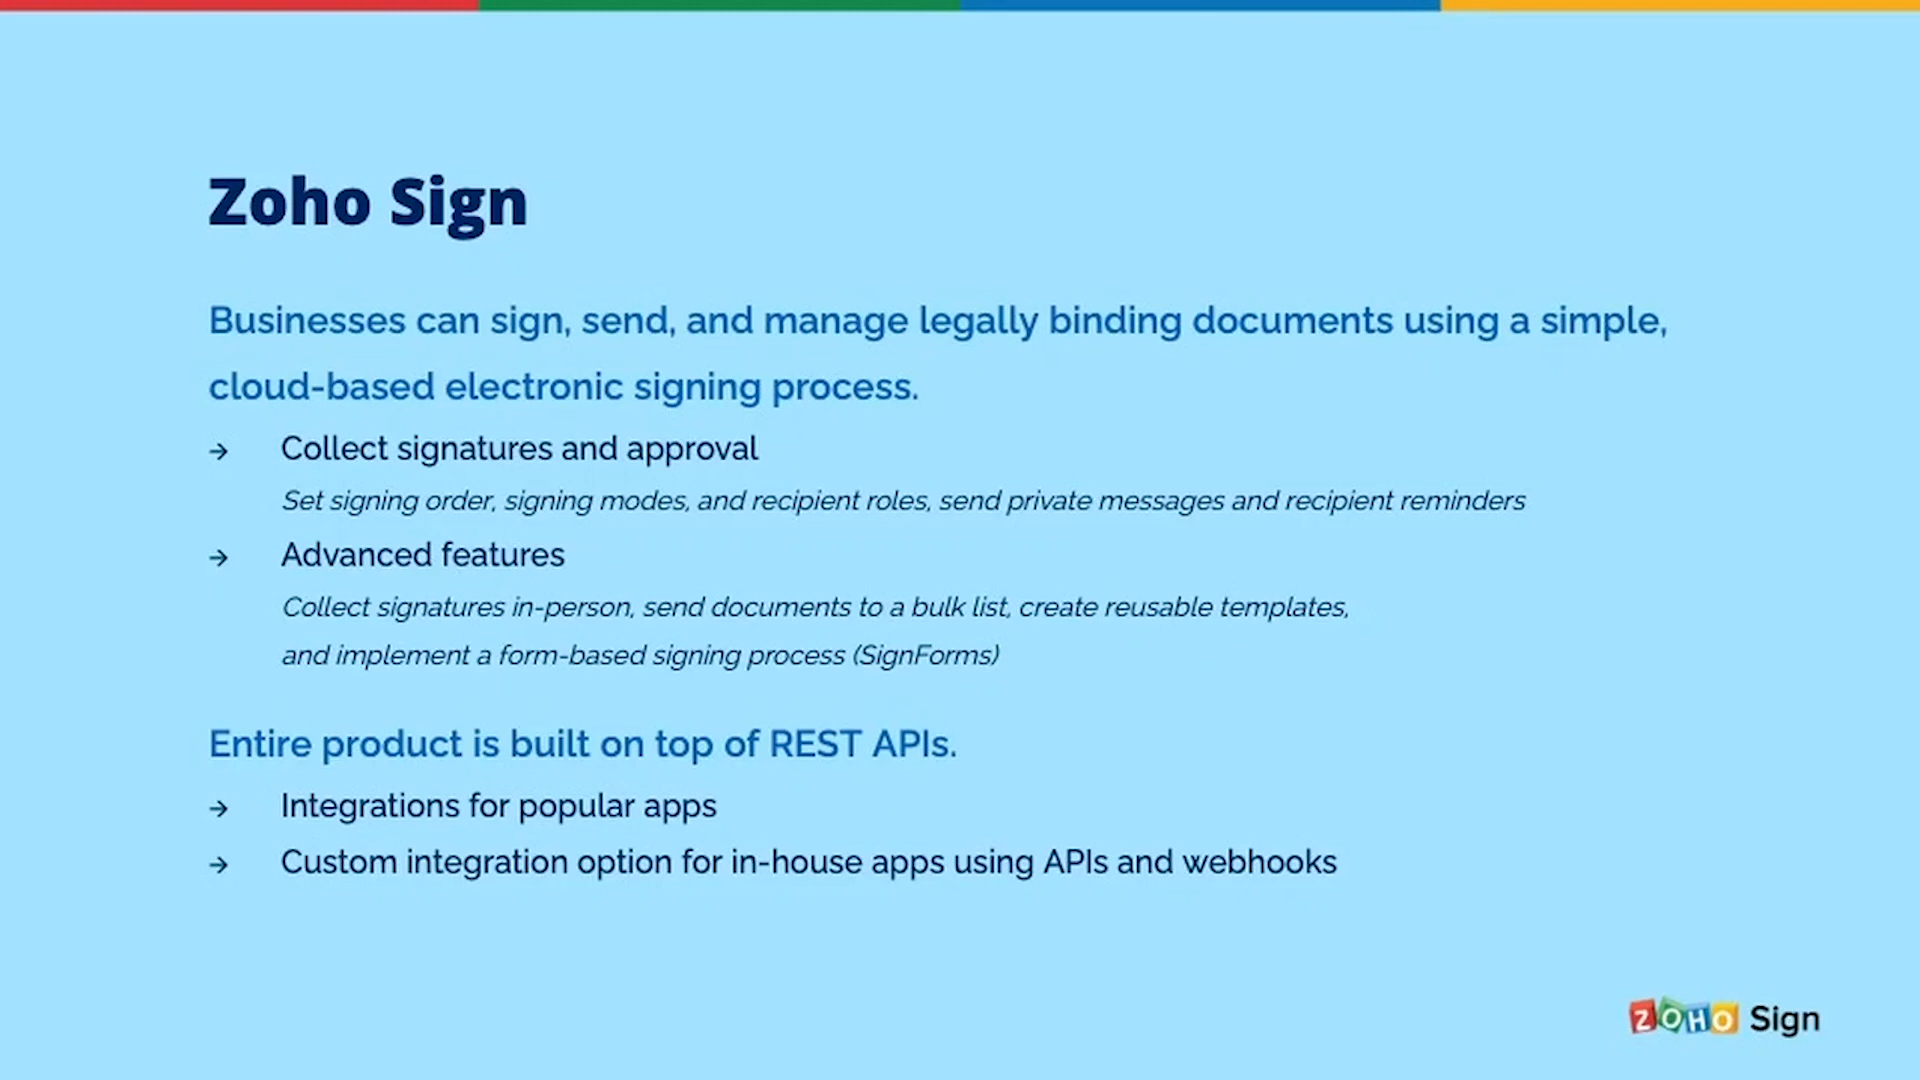 Zoho Sign
Businesses can sign, send, and manage legally binding documents using a simple,
cloud-based electronic signing process.
→ Collect signatures and approval
Set signing order, signing modes, and recipient roles, send private messages and recipient reminders
→ Advanced features
Collect signatures in-person, send documents to a bulk list, create reusable templates,
and implement a form-based signing process (SignForms)
Entire product is built on top of REST APIs.
→ Integrations for popular apps
→ Custom integration option for in-house apps using APIs and webhooks
ZOHO Sign